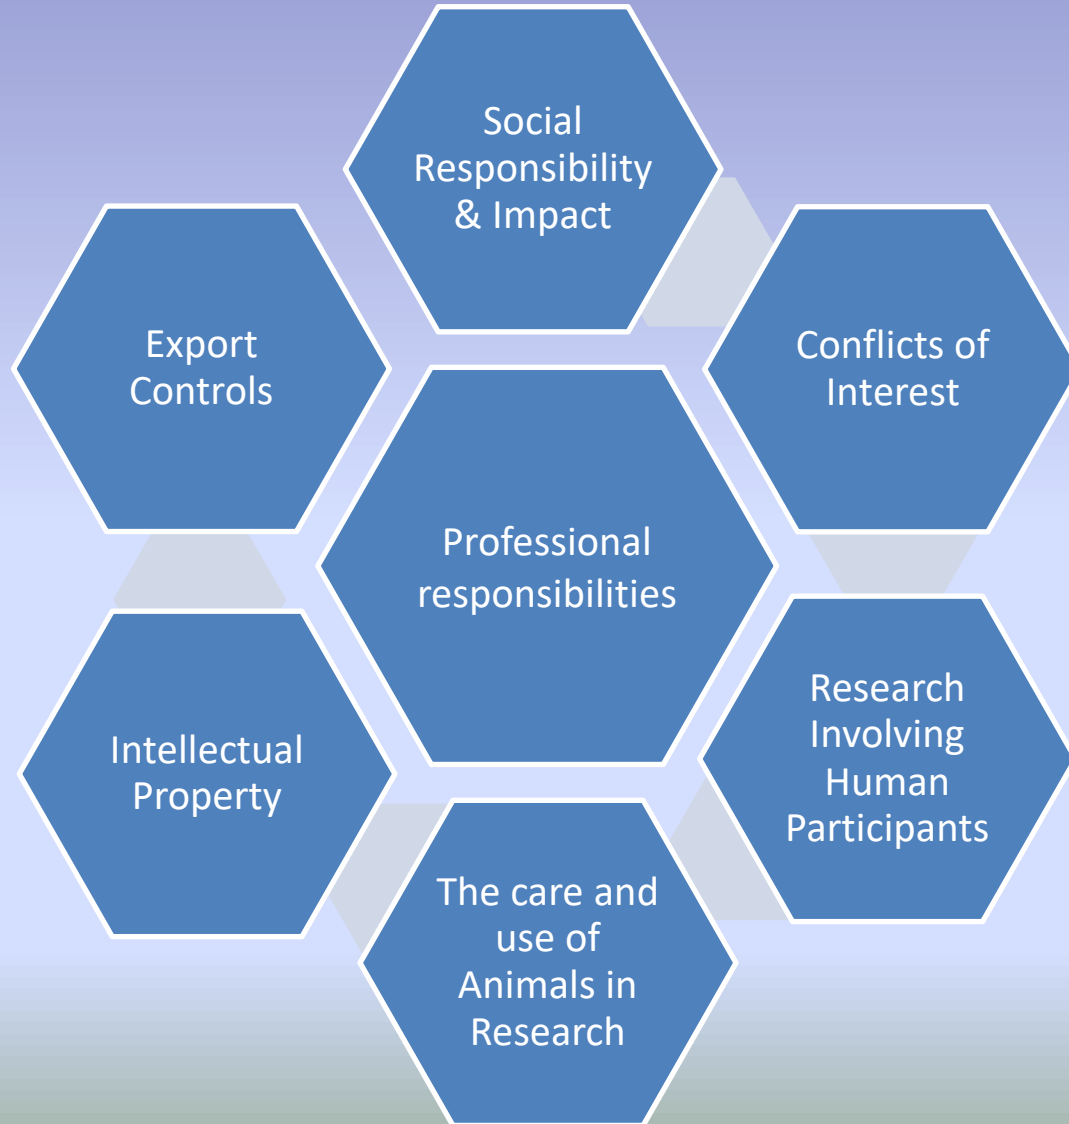 Social
Responsibility
& Impact
Export
Controls
Conflicts of
Interest
Professional
responsibilities
Research
Involving
Human
Participants
Intellectual
Property
The care and
use of
Animals in
Research